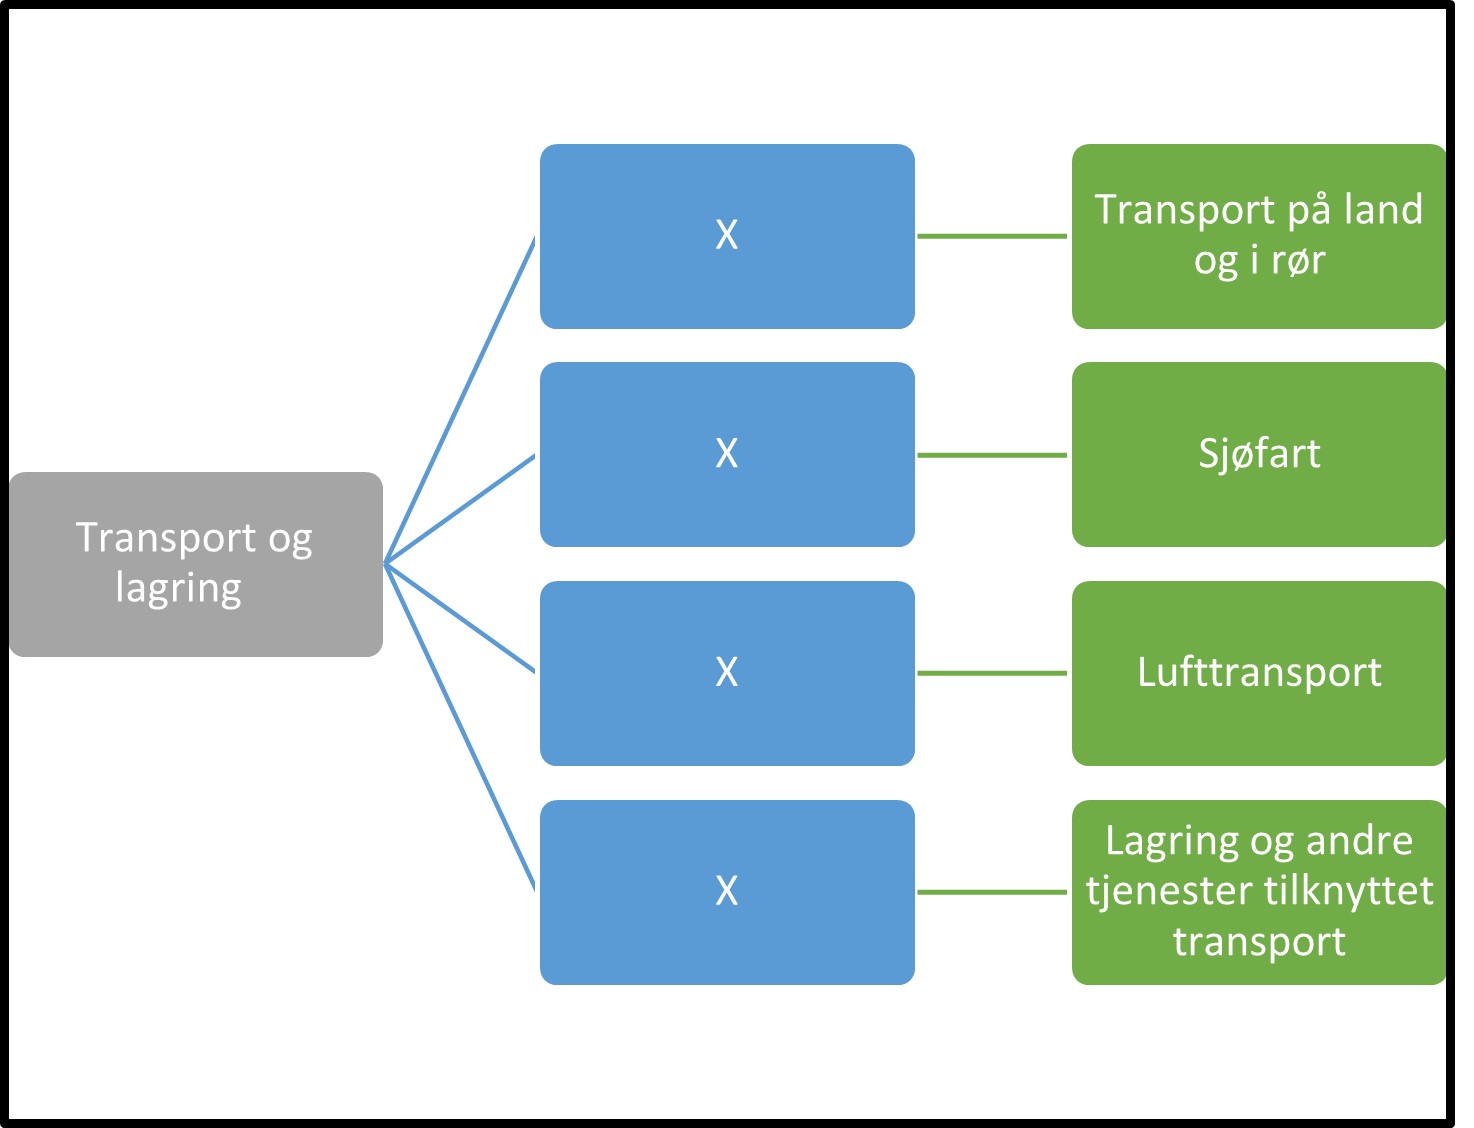 Transport og
lagring
X
Transport på land
og i rør
X
Sjøfart
X
Lufttransport
X
Lagring og andre
tjenester tilknyttet
transport